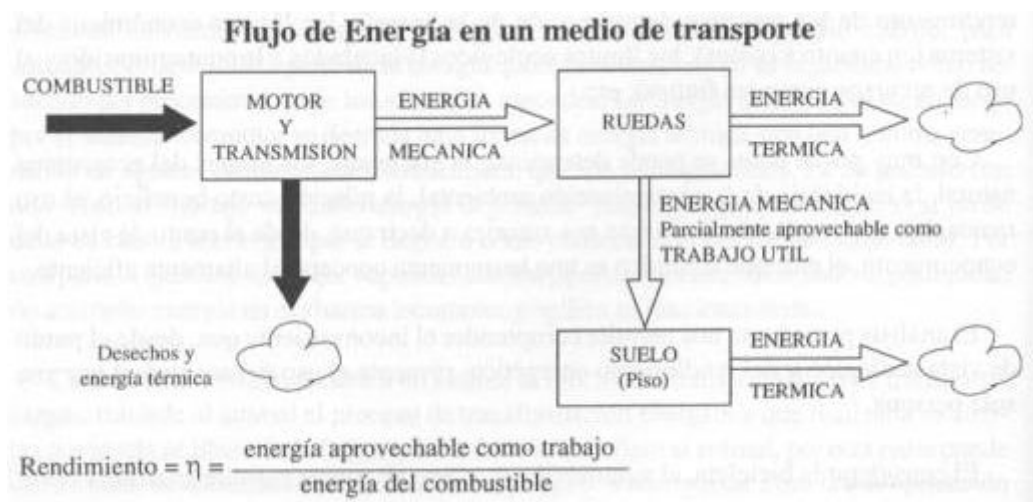 Flujo de Energía en un medio de transporte
COMBUSTIBLE
MOTOR
Y
TRANSMISION
ENERGIA
MECANICA
RUEDAS
ENERGIA
TERMICA
ENERGIA MECANICA
Parcialmente aprovechable como
TRABAJO UTIL
Desechos y
energía térmica
SUELO
(Piso)
ENERGIA
TERMICA
Rendimiento = η = energía aprovechable como trabajo
energía del combustible